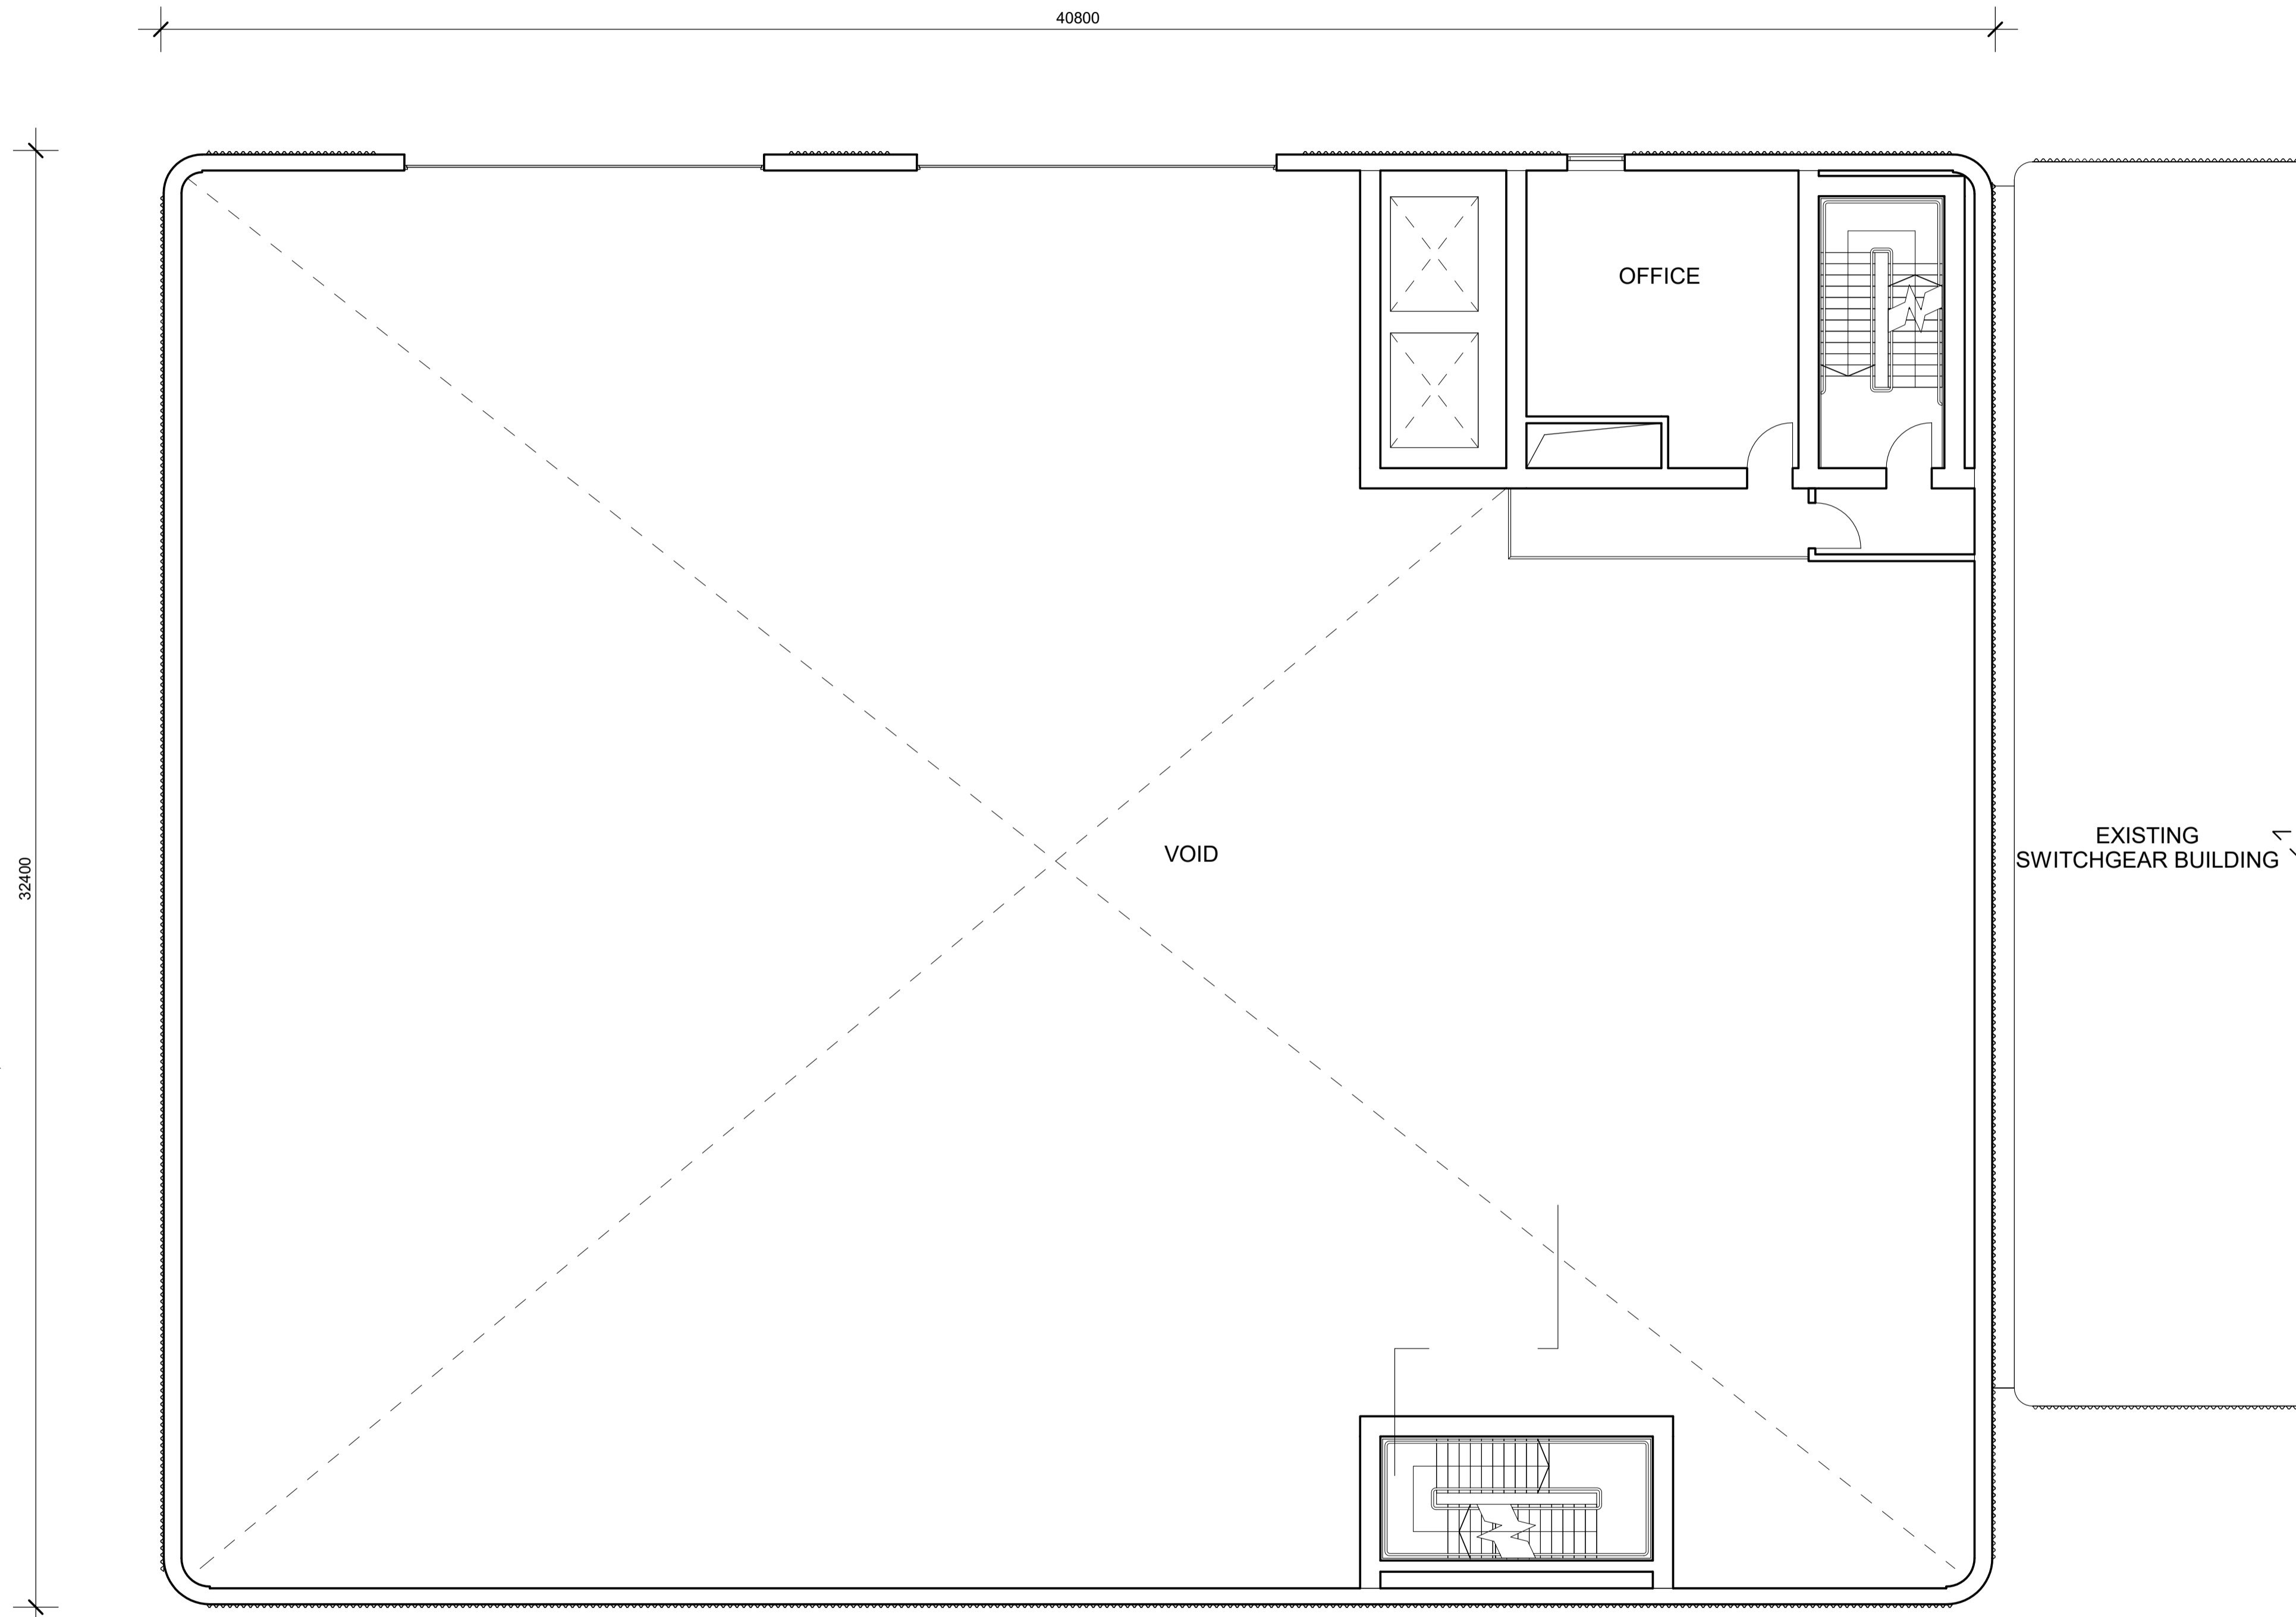 40800
OFFICE
VOID
EXISTING
SWITCHGEAR BUILDING
32400